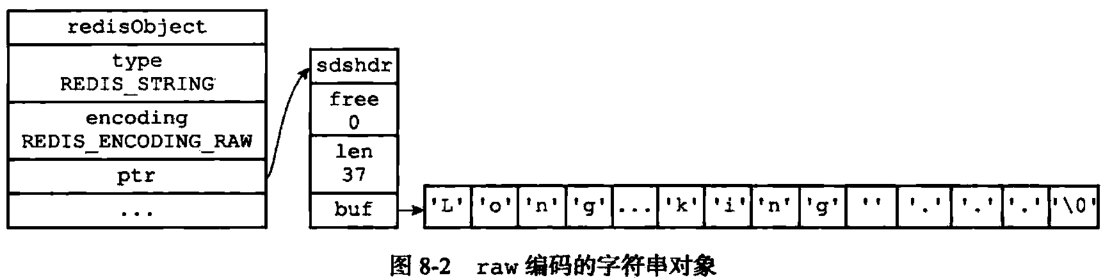 redisObject
type
REDIS_STRING
encoding
REDIS_ENCODING_RAW
ptr
...
sdshdr
free
0
len
37
buf
'L' 'o' 'n' 'g' ... 'k' 'i' 'n' 'g' ' ' '.' '.' '.' '\0'
图 8-2 raw 编码的字符串对象